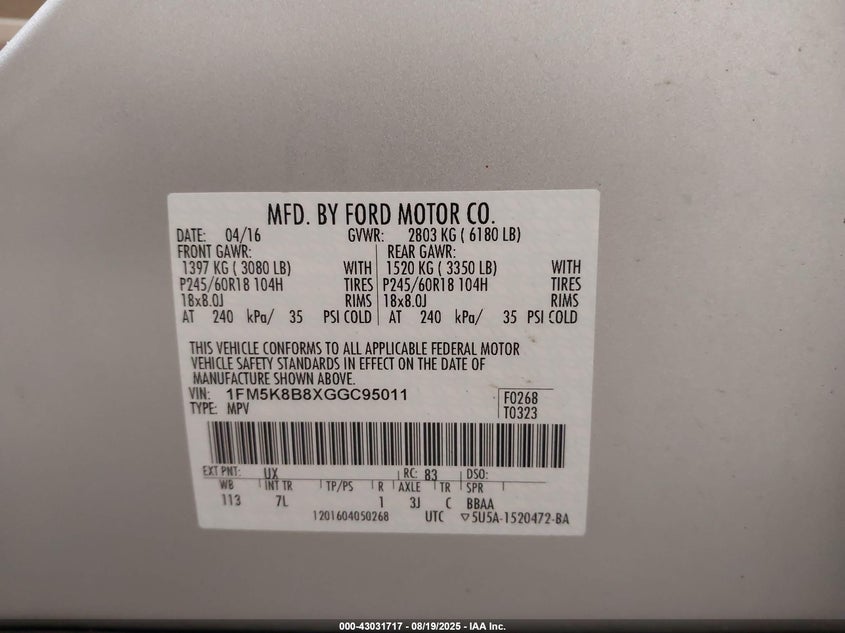 MFD. BY FORD MOTOR CO.
DATE: 04/16 GVWR: 2803 KG ( 6180 LB)
FRONT GAWR: REAR GAWR:
1397 KG ( 3080 LB) WITH 1520 KG ( 3350 LB) WITH
P245/60R18 104H TIRES P245/60R18 104H TIRES
18x8.0J RIMS 18x8.0J RIMS
AT 240 kPa/ 35 PSI COLD AT 240 kPa/ 35 PSI COLD
THIS VEHICLE CONFORMS TO ALL APPLICABLE FEDERAL MOTOR
VEHICLE SAFETY STANDARDS IN EFFECT ON THE DATE OF
MANUFACTURE SHOWN ABOVE.
VIN: 1FM5K8B8XGGC95011 F0268
TYPE: MPV T0323
EXT PNT: UX RC: 83 DSO:
WB INT TR TP/PS R AXLE TR SPR
113 7L 1 3J C BBAA
1201604050268 UTC ▽5U5A-1520472-BA
000-43031717 - 08/19/2025 - IAA Inc.